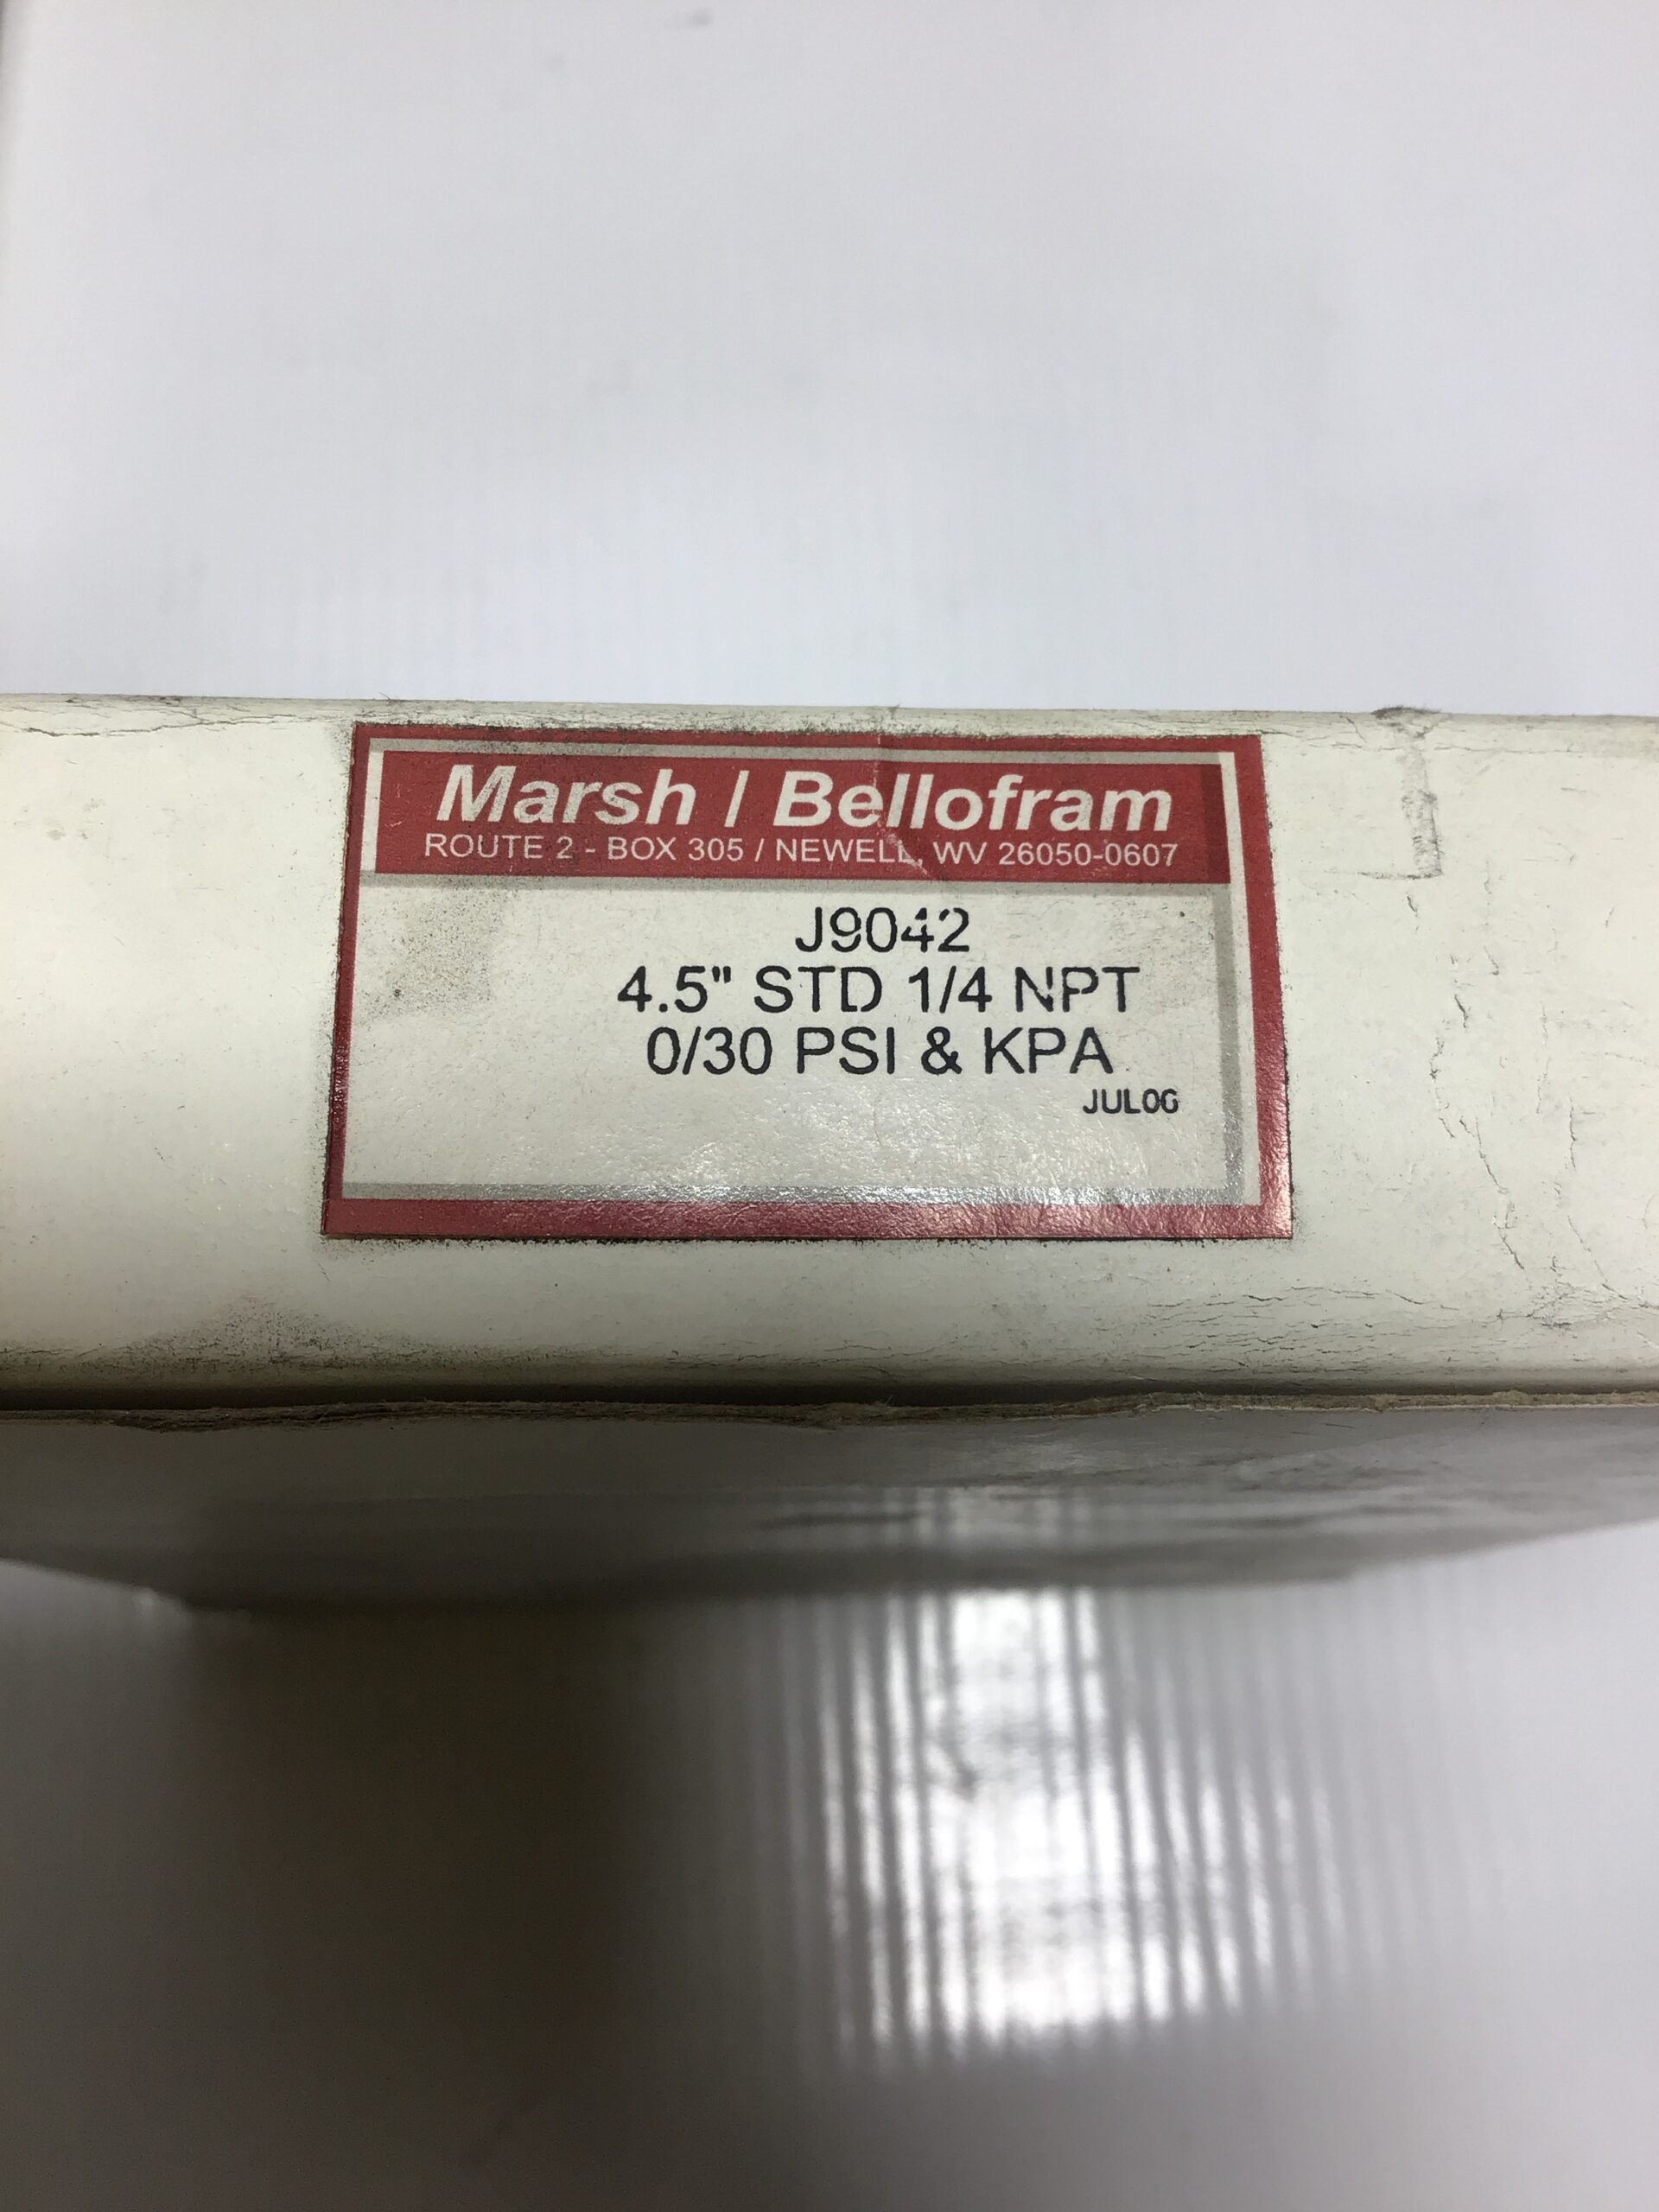 Marsh / Bellofram
ROUTE 2 - BOX 305 / NEWELL, WV 26050-0607
J9042
4.5" STD 1/4 NPT
0/30 PSI & KPA
JUL06